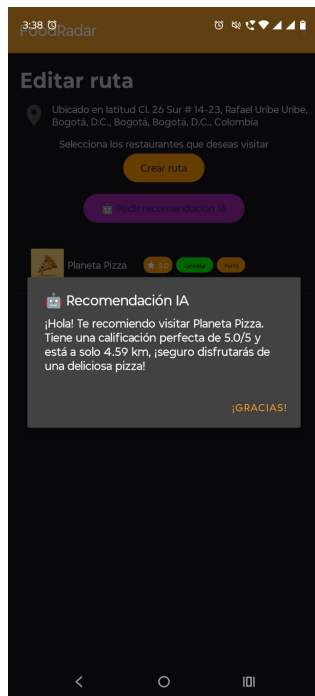 3:38
FoodRadar
Editar ruta
Ubicado en latitud Cl. 26 Sur # 14-
23, Rafael Uribe Uribe,
Bogotá, D.C., Bogotá, Bogotá, D.C., Colombia
Selecciona los restaurantes que deseas visitar
Crear ruta
🤖 Pedir recomendación IA
Planeta Pizza ★ 5.0 Cancelar Perfil
🤖 Recomendación IA
¡Hola! Te recomiendo visitar Planeta Pizza.
Tiene una calificación perfecta de 5.0/5 y
está a solo 4.59 km, ¡seguro disfrutarás de
una deliciosa pizza!
¡GRACIAS!